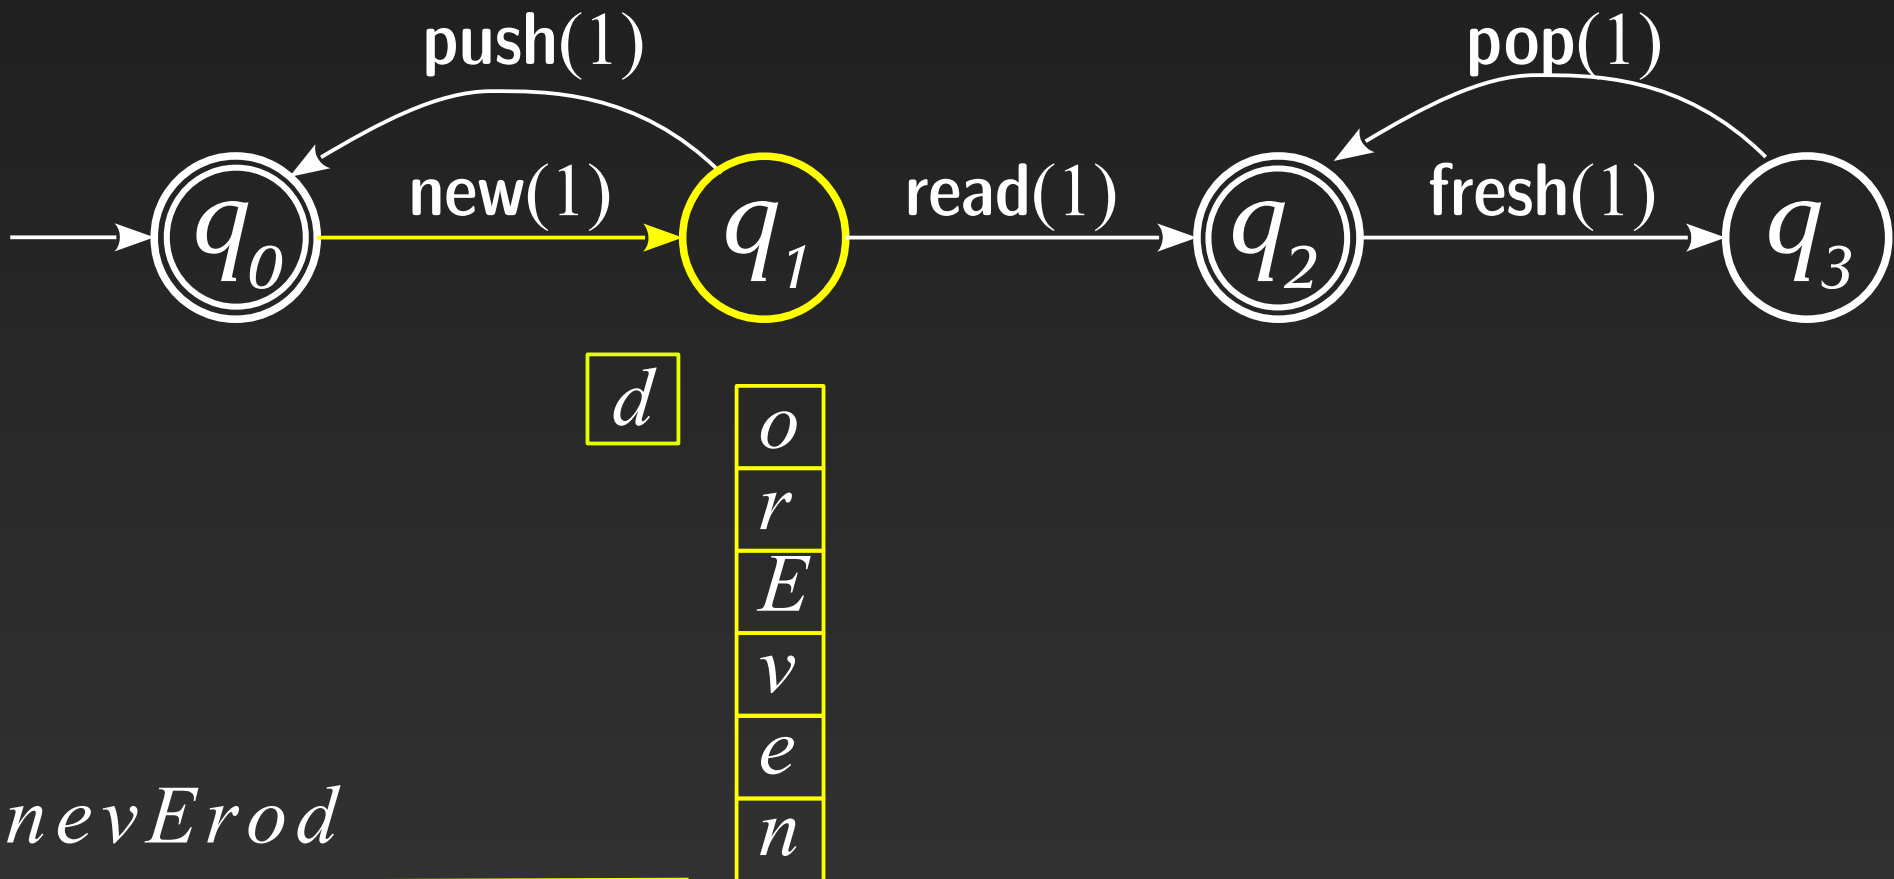 push(1)
pop(1)
new(1)
read(1)
fresh(1)
q0
q1
q2
q3
d
o
r
E
v
e
n
nevErod